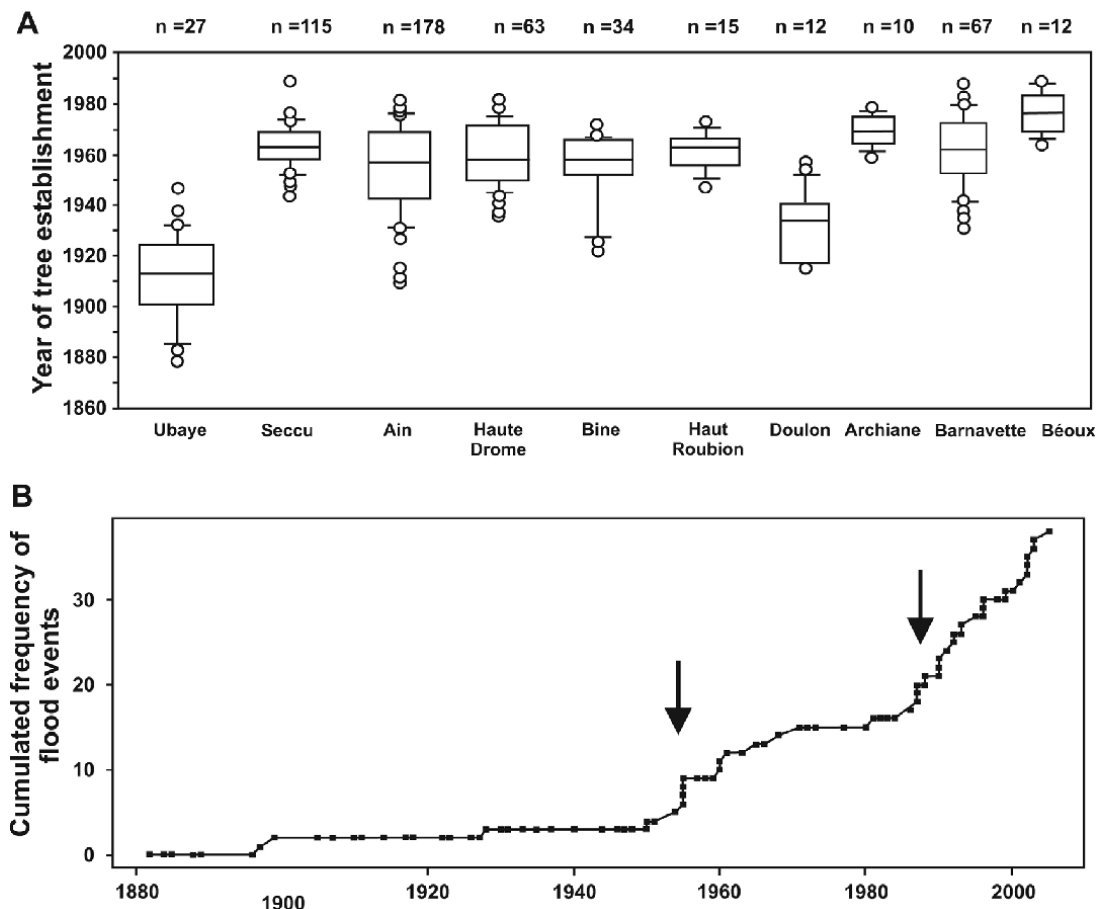 A
n =27 n =115 n =178 n =63 n =34 n =15 n =12 n =10 n =67 n =12
Year of tree establishment
2000
1980
1960
1940
1920
1900
1880
1860
Ubaye Seccu Ain Haute Drome Bine Haut Roubion Doulon Archiane Barnavette Béoux
B
Cumulated frequency of
flood events
30
20
10
0
1880 1900 1920 1940 1960 1980 2000